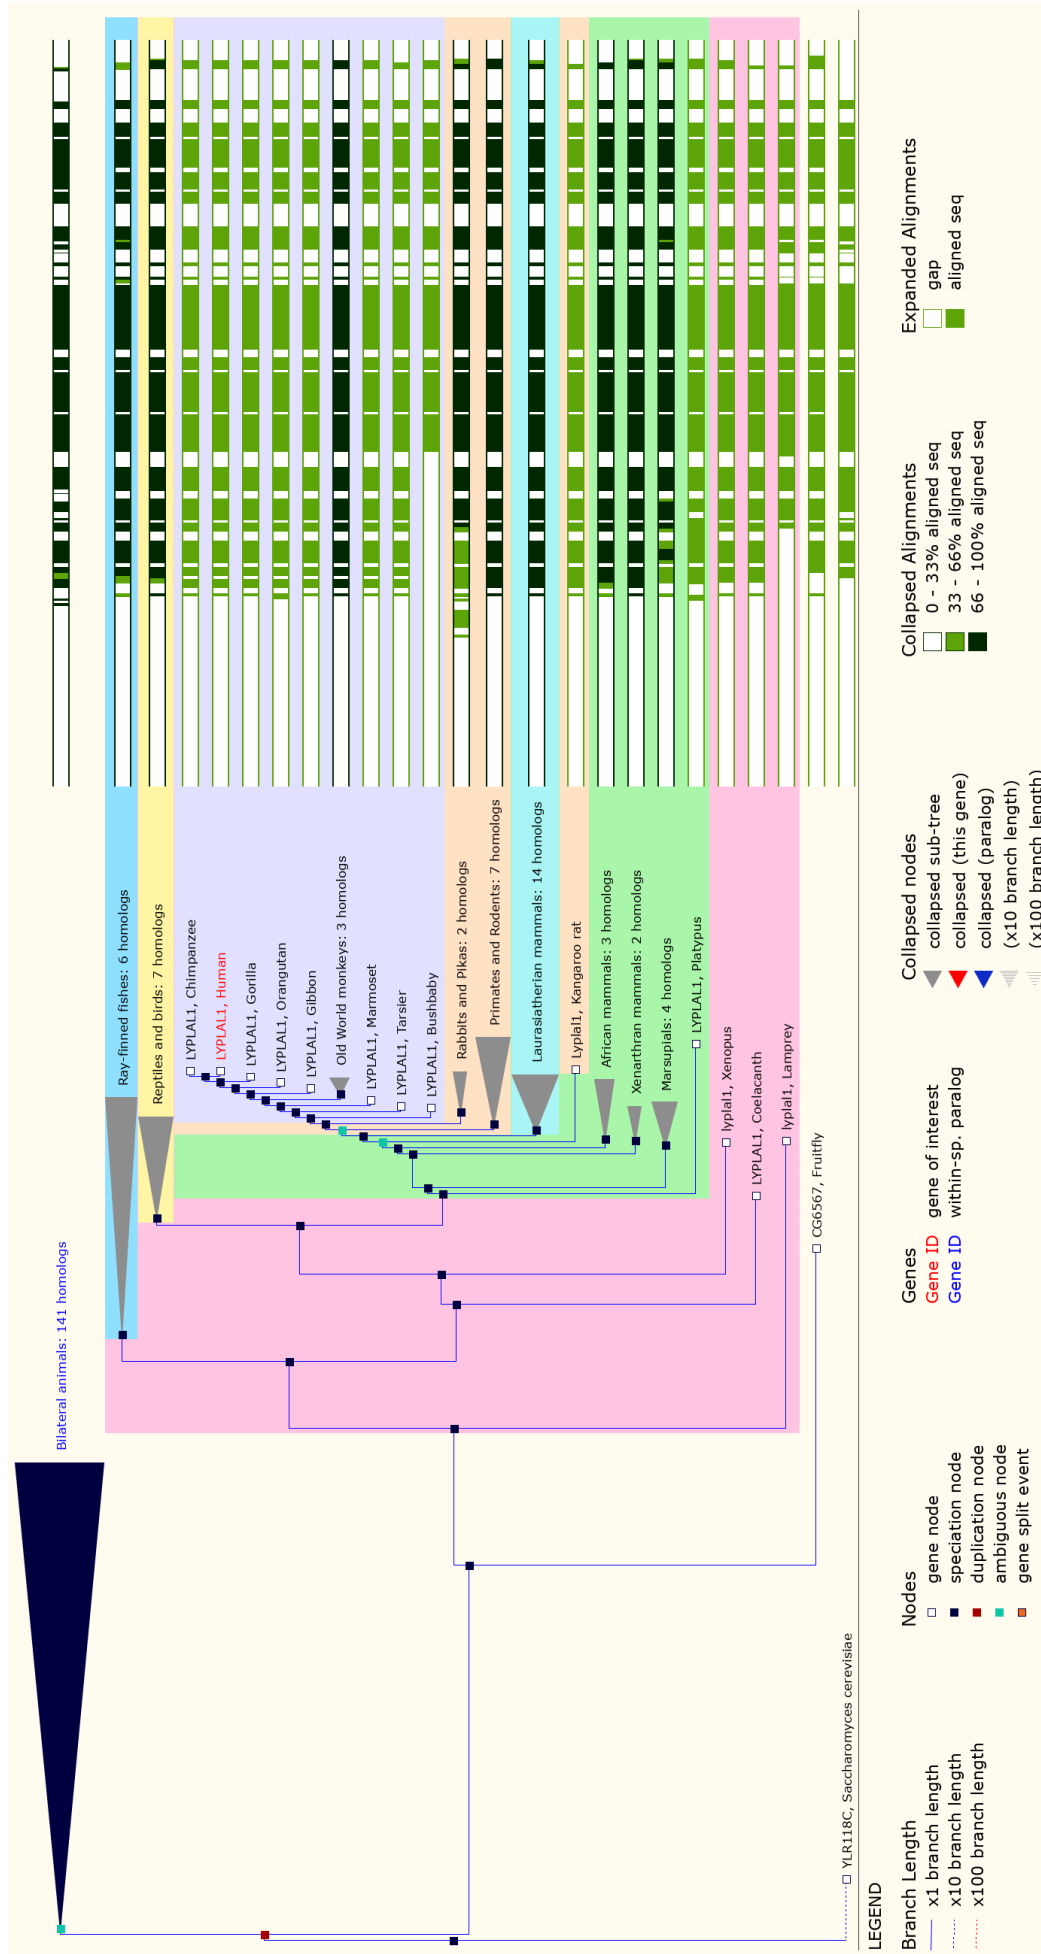 Bilateral animals: 141 homologs
Ray-finned fishes: 6 homologs
Reptiles and birds: 7 homologs
LYPLAL1, Chimpanzee
LYPLAL1, Human
LYPLAL1, Gorilla
LYPLAL1, Orangutan
LYPLAL1, Gibbon
Old World monkeys: 3 homologs
LYPLAL1, Marmoset
LYPLAL1, Tarsier
LYPLAL1, Bushbaby
Rabbits and Pikas: 2 homologs
Primates and Rodents: 7 homologs
Laurasiatherian mammals: 14 homologs
Lyplal1, Kangaroo rat
African mammals: 3 homologs
Xenarthran mammals: 2 homologs
Marsupials: 4 homologs
LYPLAL1, Platypus
lyplal1, Xenopus
LYPLAL1, Coelacanth
lyplal1, Lamprey
CG6567, Fruitfly
YLR118C, Saccharomyces cerevisiae
LEGEND
Branch Length
x1 branch length
x10 branch length
x100 branch length
Nodes
gene node
speciation node
duplication node
ambiguous node
gene split event
Genes
Gene ID gene of interest
Gene ID within-sp. paralog
Collapsed nodes
collapsed sub-tree
collapsed (this gene)
collapsed (paralog)
(x10 branch length)
(x100 branch length)
Collapsed Alignments
0 - 33% aligned seq
33 - 66% aligned seq
66 - 100% aligned seq
Expanded Alignments
gap
aligned seq